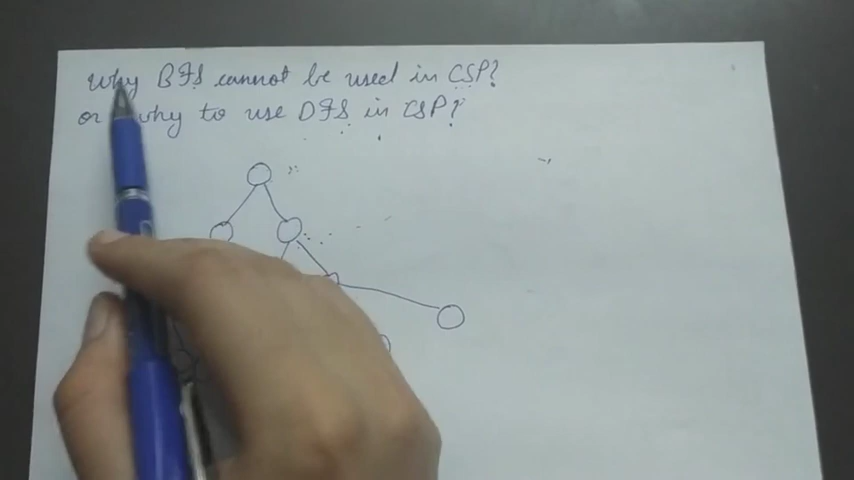 Why BFS cannot be used in CSP?
or why to use DFS in CSP?